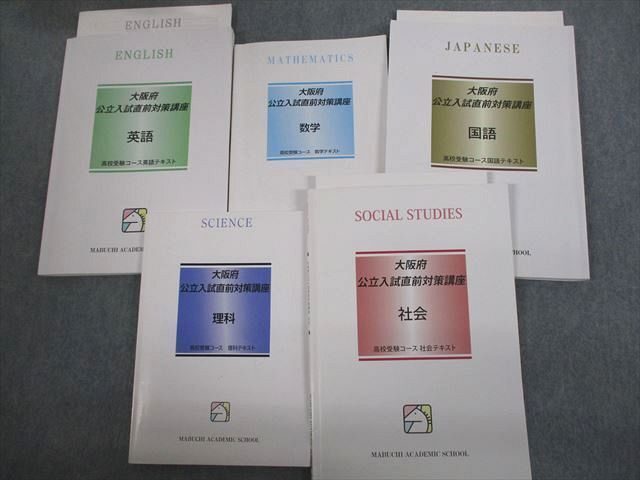 ENGLISH
ENGLISH
大阪府
公立入試直前対策講座
英語
高校受験コース英語テキスト
MABUCHI ACADEMIC
MATHEMATICS
大阪府
公立入試直前対策講座
数学
高校受験コース 数学テキスト
JAPANESE
大阪府
公立入試直前対策講座
国語
高校受験コース国語テキスト
SCHOOL
SCIENCE
大阪府
公立入試直前対策講座
理科
高校受験コース 理科テキスト
MABUCHI ACADEMIC SCHOOL
SOCIAL STUDIES
大阪府
公立入試直前対策講座
社会
高校受験コース 社会テキスト
MABUCHI ACADEMIC SCHOOL